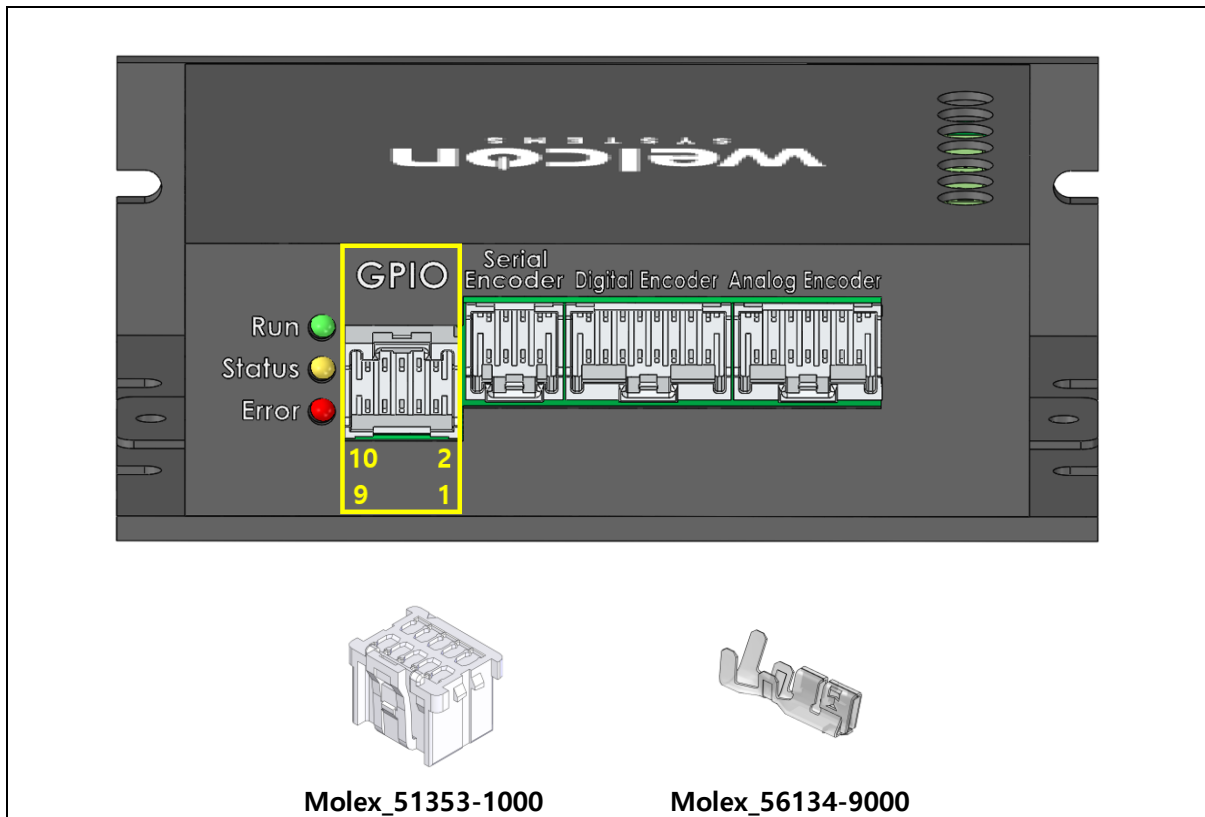 welcon
SYSTEMS
GPIO
Serial
Encoder
Digital Encoder
Analog Encoder
Run
Status
Error
10 2
9 1
Molex_51353-1000
Molex_56134-9000